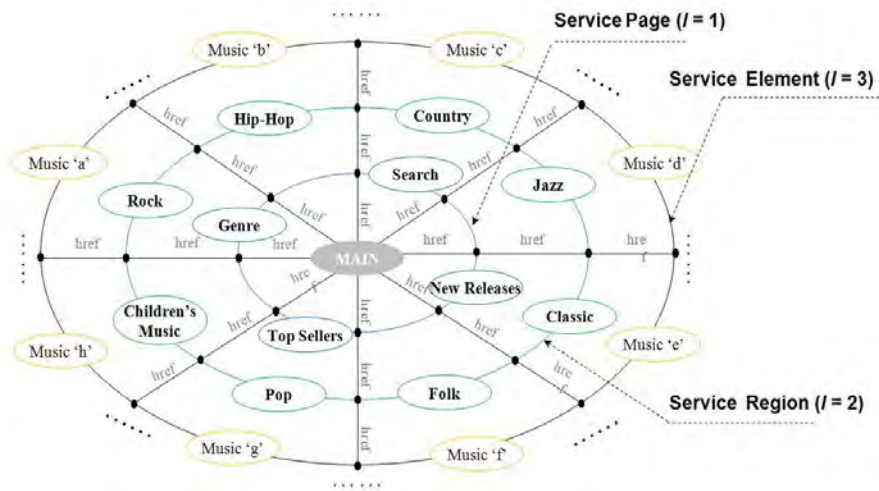 ......
Service Page (l = 1)
Music ‘b’
Music ‘c’
......
......
href
Service Element (l = 3)
Hip-Hop
Country
href
href
Music ‘a’
href
href
href
Music ‘d’
Search
Rock
Jazz
Genre
href
href
href
......
href
href
href
MAIN
href
href
hre
f
......
hre
f
href
New Releases
Children’s
Music
href
href
Classic
Top Sellers
href
Music ‘h’
Music ‘e’
href
href
hre
f
Pop
Folk
Service Region (l = 2)
......
href
......
Music ‘g’
Music ‘f’
......